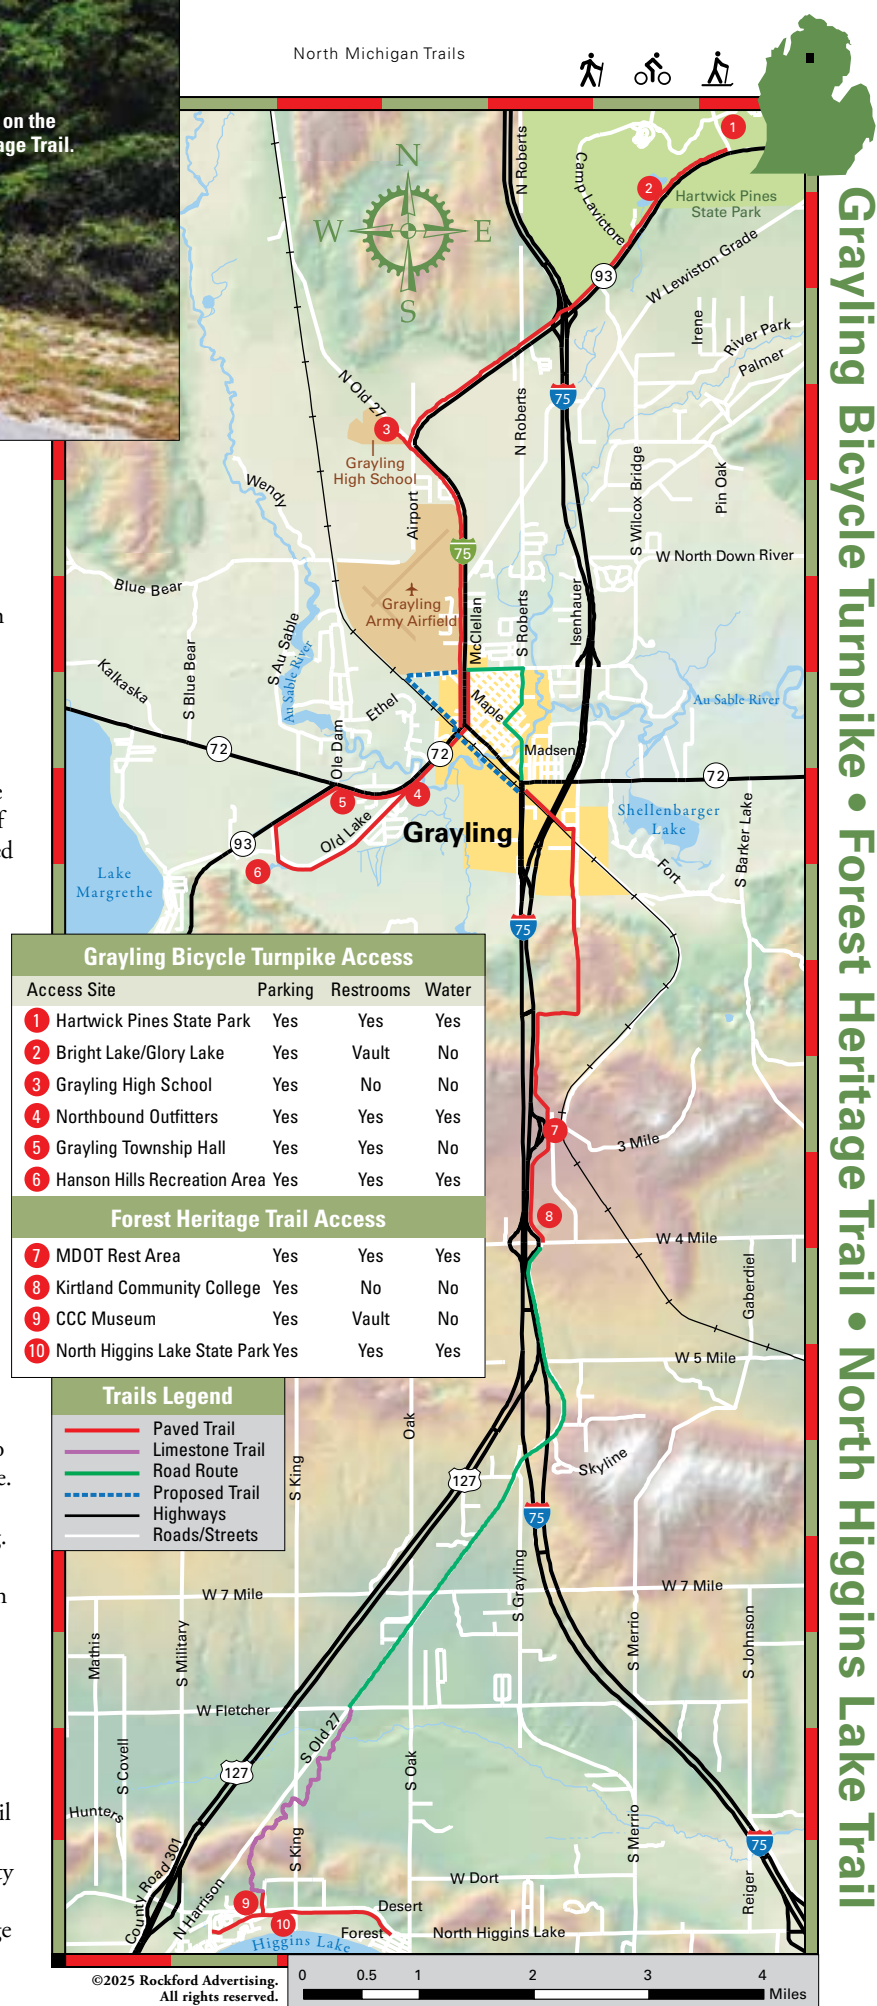 North Michigan Trails
on the
age Trail.
1
N Roberts
Camp Lavictore
2
Hartwick Pines
State Park
N
W
E
S
93
W Lewiston Grade
Irene
River Park
Palmer
N Old 27
3
Grayling
High School
75
N Roberts
Airport
Wendy
S Wilcox Bridge
Pin Oak
75
W North Down River
Blue Bear
Grayling
Army Airfield
McClellan
S Roberts
Isenhauer
Kalkaska
S Blue Bear
S Au Sable
Au Sable River
Ethel
Maple
Au Sable River
72
Ole Dam
72
Madsen
72
5
4
Old Lake
Grayling
Shellenbarger
Lake
S Barker Lake
93
6
Fort
Lake
Margrethe
75
Grayling Bicycle Turnpike Access
Access Site Parking Restrooms Water
1 Hartwick Pines State Park Yes Yes Yes
2 Bright Lake/Glory Lake Yes Vault No
3 Grayling High School Yes No No
4 Northbound Outfitters Yes Yes Yes
5 Grayling Township Hall Yes Yes No
6 Hanson Hills Recreation Area Yes Yes Yes
Forest Heritage Trail Access
7 MDOT Rest Area Yes Yes Yes
8 Kirtland Community College Yes No No
9 CCC Museum Yes Vault No
10 North Higgins Lake State Park Yes Yes Yes
7
3 Mile
8
W 4 Mile
Gaberdiel
W 5 Mile
Trails Legend
Paved Trail
Limestone Trail
Road Route
Proposed Trail
Highways
Roads/Streets
S King
Oak
127
Skyline
75
W 7 Mile
S Grayling
W 7 Mile
Mathis
S Military
S Merrio
S Johnson
W Fletcher
S Old 27
S Covell
127
S Oak
Hunters
S King
S Merrio
75
County Road 301
N Harrison
W Dort
Reiger
9
10
Desert
Forest
North Higgins Lake
Higgins Lake
©2025 Rockford Advertising.
All rights reserved.
0 0.5 1 2 3 4
Miles
Grayling Bicycle Turnpike • Forest Heritage Trail • North Higgins Lake Trail